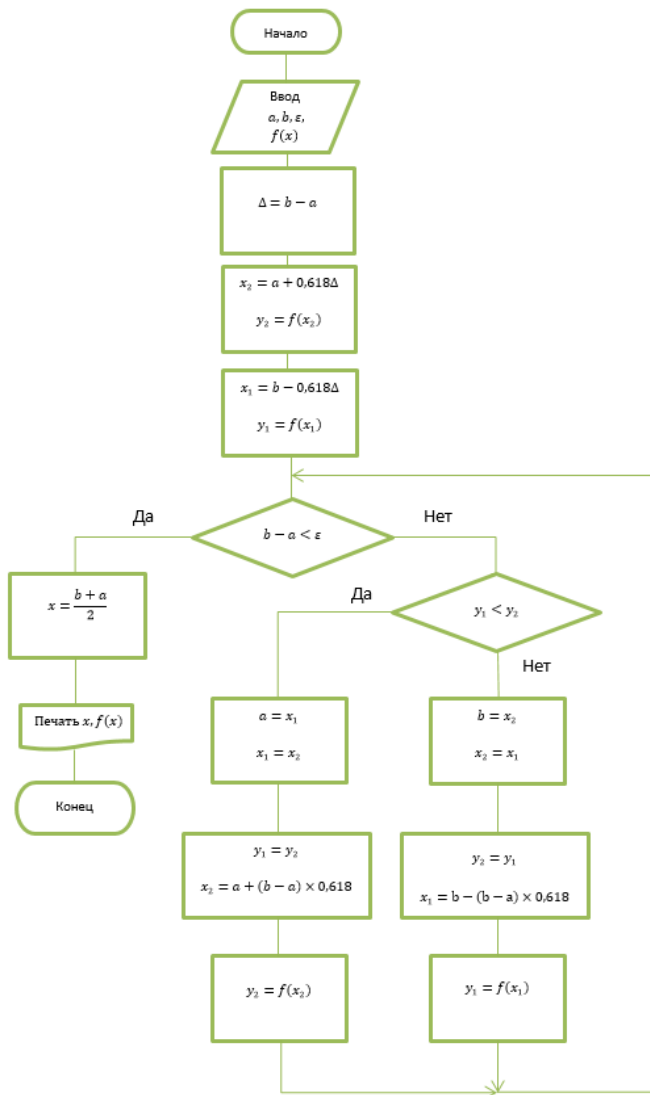 Начало
Ввод
a, b, ε,
f(x)
Δ = b − a
x₂ = a + 0,618Δ
y₂ = f(x₂)
x₁ = b − 0,618Δ
y₁ = f(x₁)
Да
b − a < ε
Нет
x = (b + a)/2
Да
y₁ < y₂
Нет
Печать x, f(x)
Конец
a = x₁
x₁ = x₂
b = x₂
x₂ = x₁
y₁ = y₂
x₂ = a + (b − a) × 0,618
y₂ = y₁
x₁ = b − (b − a) × 0,618
y₂ = f(x₂)
y₁ = f(x₁)